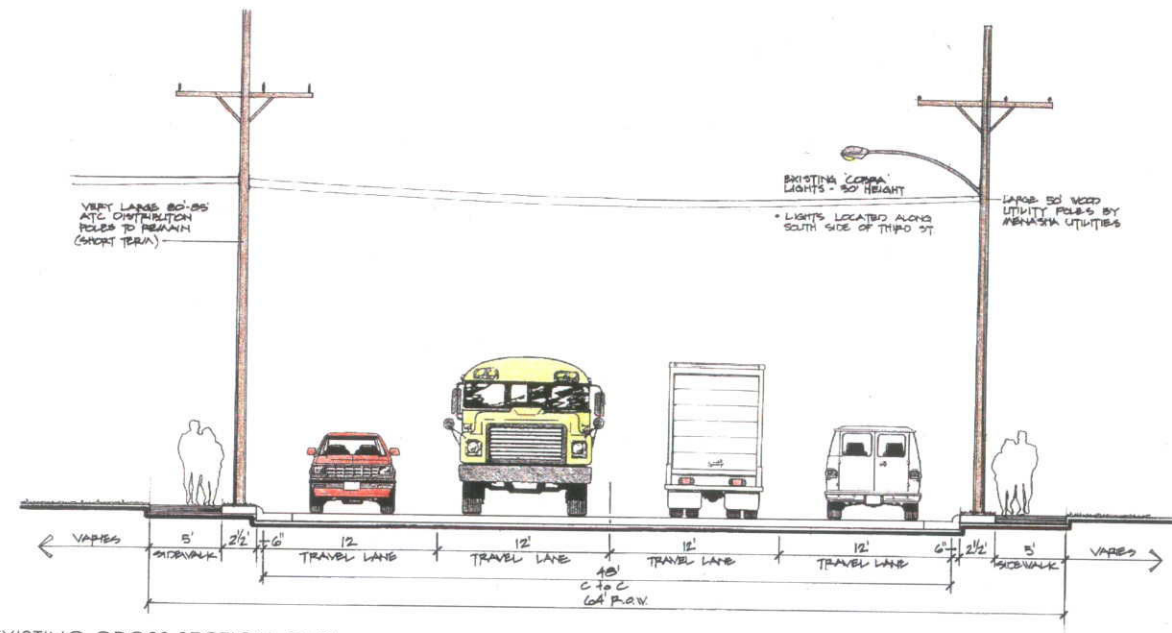 VERY LARGE 80'-85'
ATC DISTRIBUTION
POLES TO REMAIN
(SHORT TERM)
EXISTING 'COBRA'
LIGHTS - 30' HEIGHT
• LIGHTS LOCATED ALONG
SOUTH SIDE OF THIRD ST.
LARGE 50' WOOD
UTILITY POLES BY
MENASHA UTILITIES
VARIES 5' 2½' 6" 12 12' 12' 12' 6" 2½' 5' VARIES
SIDEWALK TRAVEL LANE TRAVEL LANE TRAVEL LANE TRAVEL LANE SIDEWALK
48'
C to C
64' R.O.W.